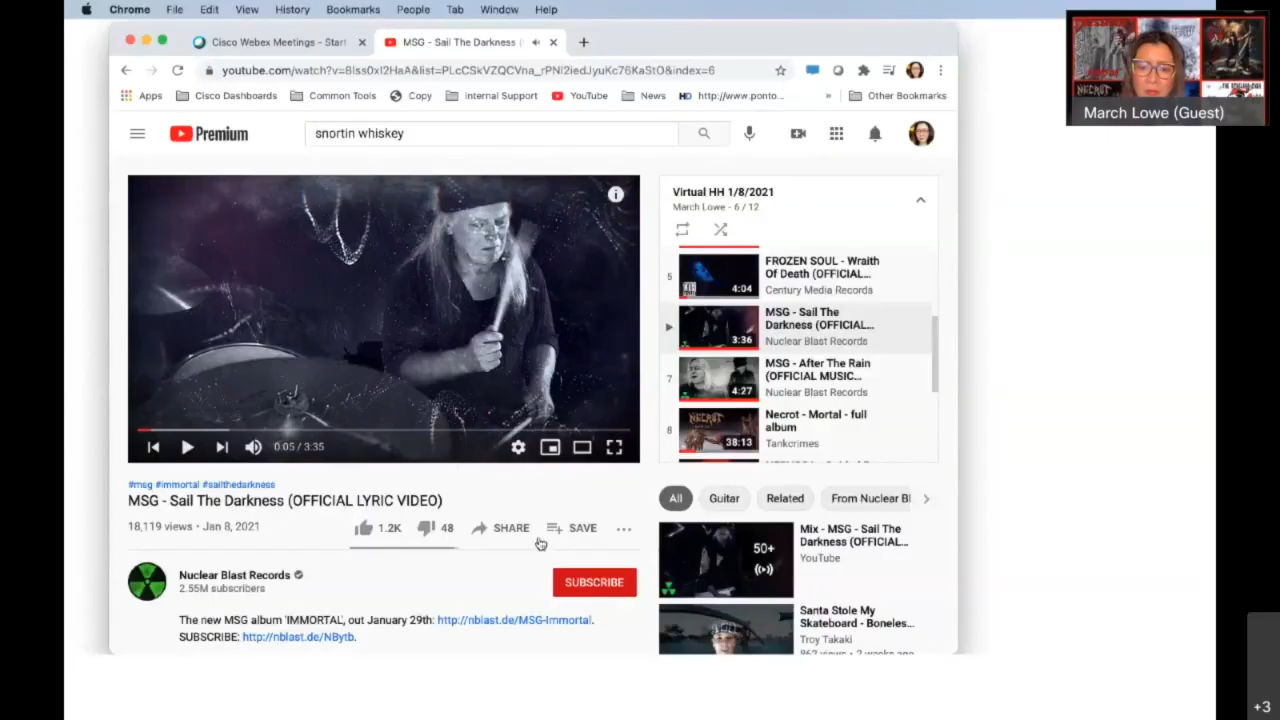 Chrome File Edit View History Bookmarks People Tab Window Help
Cisco Webex Meetings - Start
MSG - Sail The Darkness (
youtube.com/watch?v=8Iss0xI2HaA&list=PLcCSkVZQCVna_rPNl2iedJyuKc76KaStO&index=6
Apps Cisco Dashboards Common Tools Copy Internal Support YouTube News HD http://www.ponto... » Other Bookmarks
Premium
snortin whiskey
March Lowe (Guest)
NECROT
Virtual HH 1/8/2021
March Lowe - 6 / 12
5
FROZEN SOUL - Wraith
Of Death (OFFICIAL...
Century Media Records
4:04
MSG - Sail The
Darkness (OFFICIAL...
Nuclear Blast Records
3:36
7
MSG - After The Rain
(OFFICIAL MUSIC...
Nuclear Blast Records
4:27
8
Necrot - Mortal - full
album
Tankcrimes
NECROT
38:13
0:05 / 3:35
#msg #immortal #sailthedarkness
MSG - Sail The Darkness (OFFICIAL LYRIC VIDEO)
18,119 views • Jan 8, 2021
1.2K 48 SHARE SAVE ...
Nuclear Blast Records
2.55M subscribers
SUBSCRIBE
The new MSG album 'IMMORTAL', out January 29th: http://nblast.de/MSG-Immortal.
SUBSCRIBE: http://nblast.de/NBytb.
All Guitar Related From Nuclear Bl
50+
Mix - MSG - Sail The
Darkness (OFFICIAL...
YouTube
Santa Stole My
Skateboard - Boneles...
Troy Takaki
+3